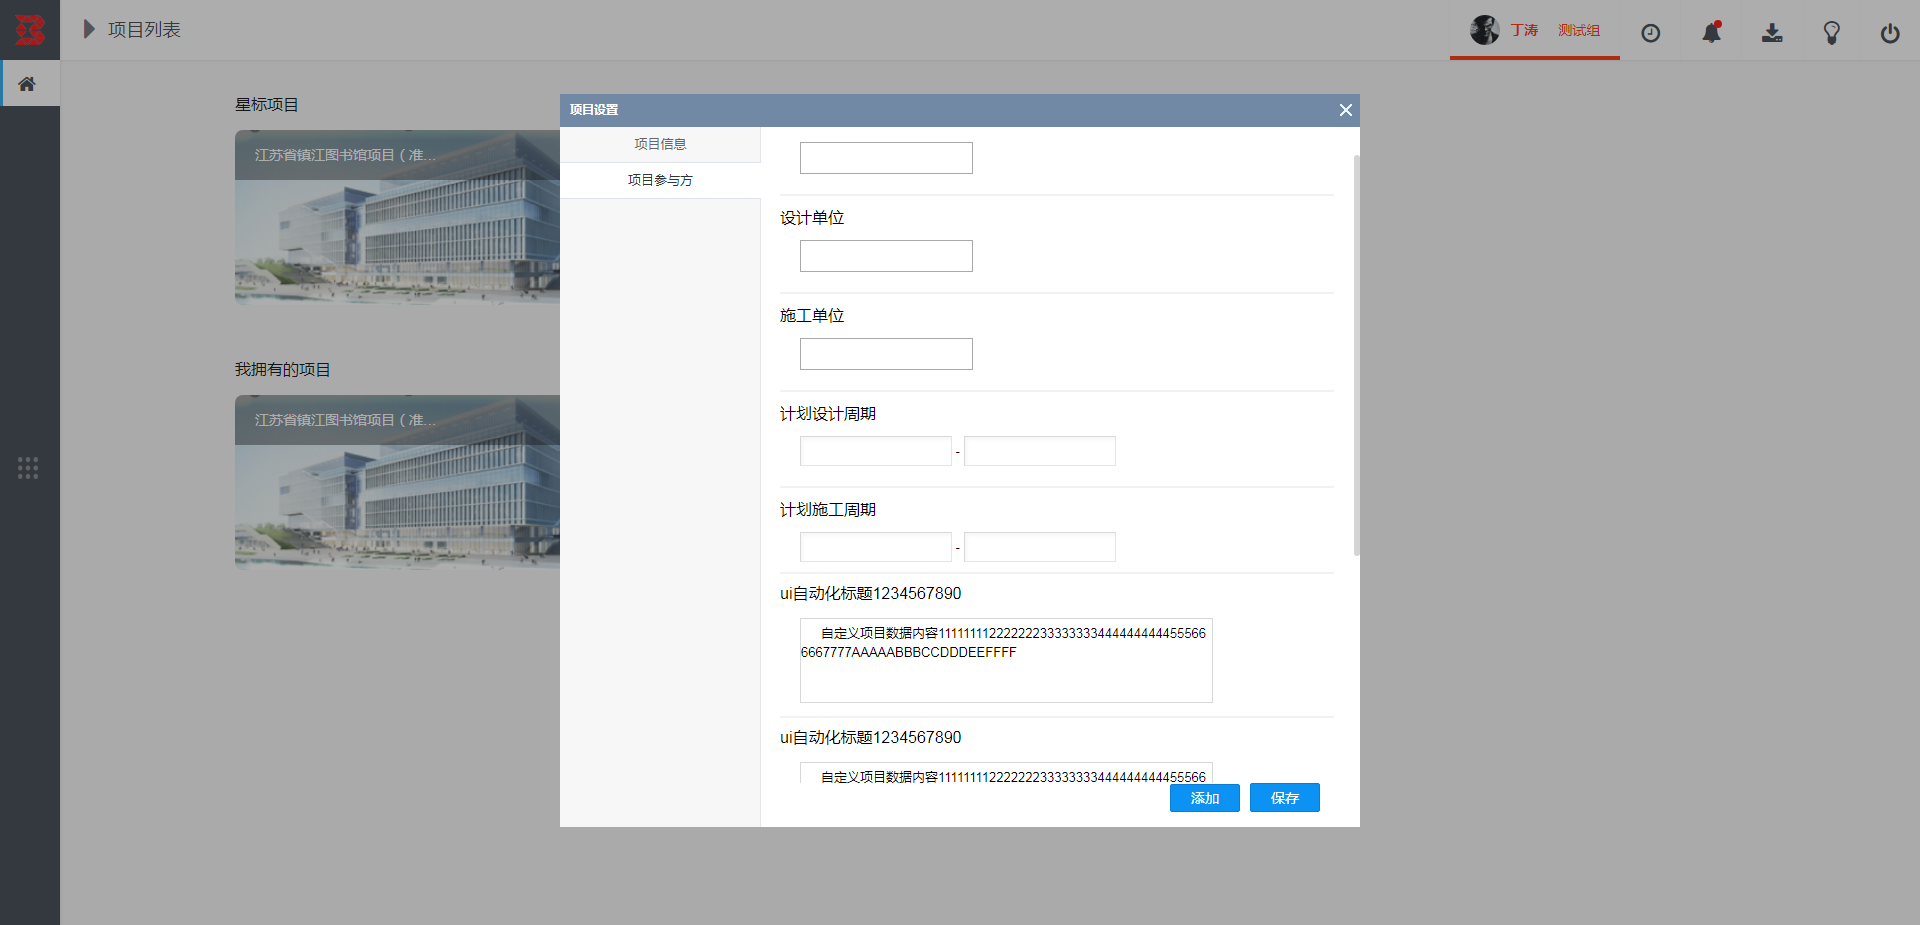 项目列表
丁涛
测试组
星标项目
江苏省镇江图书馆项目（准...
我拥有的项目
江苏省镇江图书馆项目（准...
项目设置
项目信息
项目参与方
设计单位
施工单位
计划设计周期
-
计划施工周期
-
ui自动化标题1234567890
自定义项目数据内容1111111122222223333333344444444455566
6667777AAAAABBBCCDDDEEFFFF
ui自动化标题1234567890
自定义项目数据内容1111111122222223333333344444444455566
添加
保存